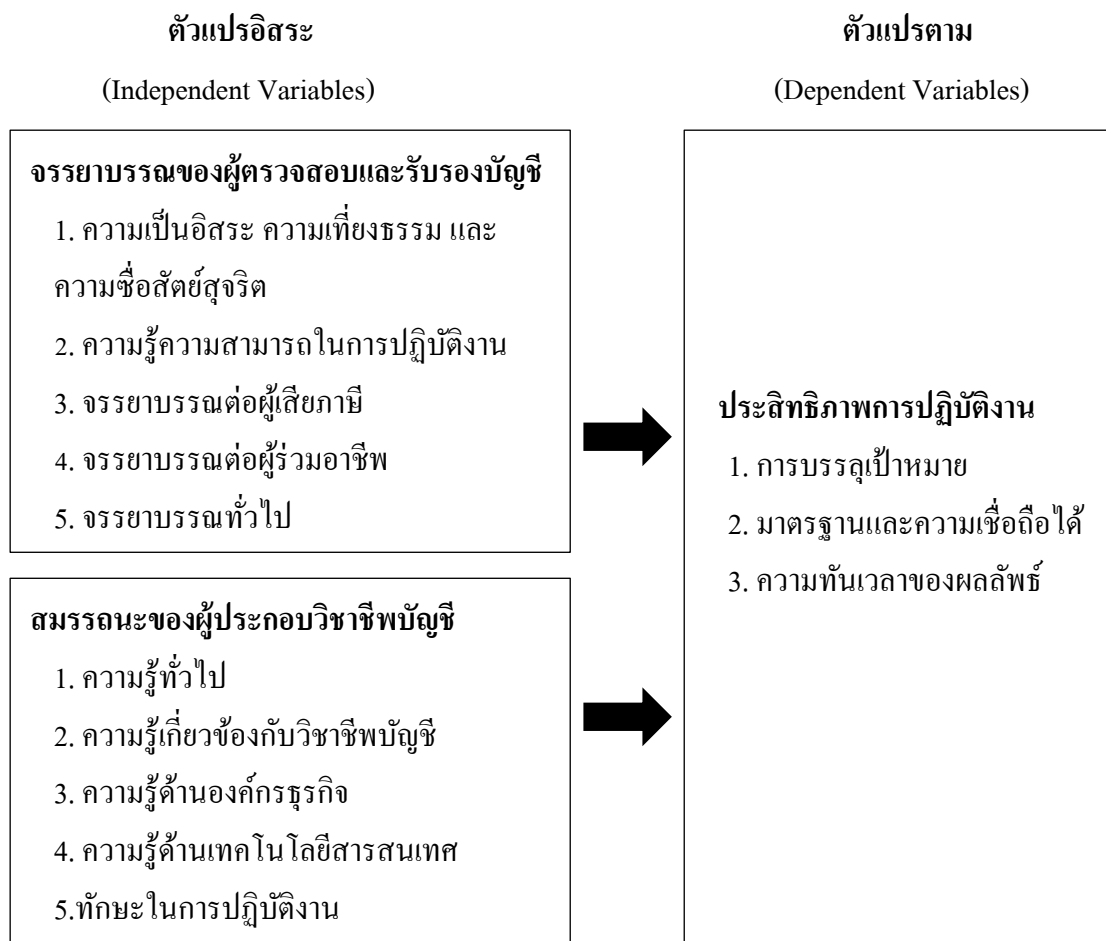 ตัวแปรอิสระ
(Independent Variables)
จรรยาบรรณของผู้ตรวจสอบและรับรองบัญชี
1. ความเป็นอิสระ ความเที่ยงธรรม และ
ความซื่อสัตย์สุจริต
2. ความรู้ความสามารถในการปฏิบัติงาน
3. จรรยาบรรณต่อผู้เสียภาษี
4. จรรยาบรรณต่อผู้ร่วมอาชีพ
5. จรรยาบรรณทั่วไป
สมรรถนะของผู้ประกอบวิชาชีพบัญชี
1. ความรู้ทั่วไป
2. ความรู้เกี่ยวข้องกับวิชาชีพบัญชี
3. ความรู้ด้านองค์กรธุรกิจ
4. ความรู้ด้านเทคโนโลยีสารสนเทศ
5.ทักษะในการปฏิบัติงาน
ตัวแปรตาม
(Dependent Variables)
ประสิทธิภาพการปฏิบัติงาน
1. การบรรลุเป้าหมาย
2. มาตรฐานและความเชื่อถือได้
3. ความทันเวลาของผลลัพธ์